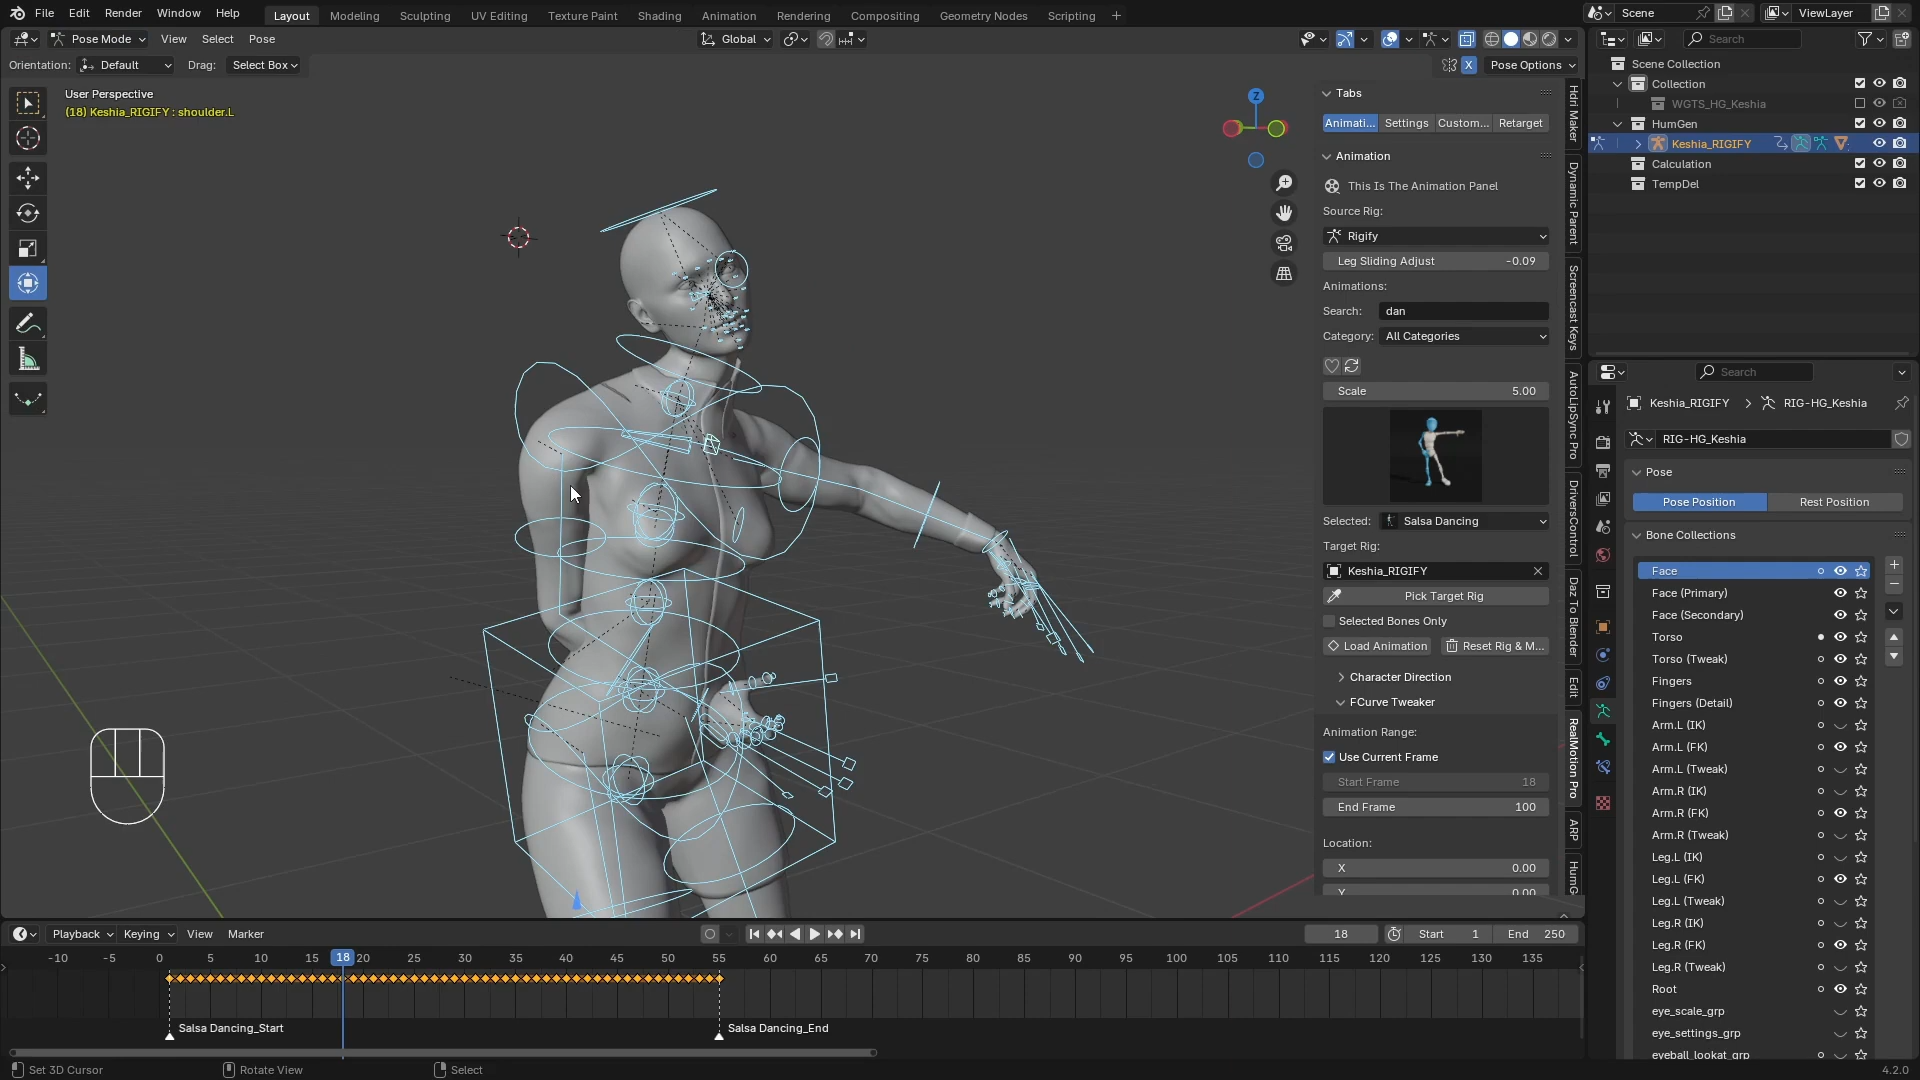 File Edit Render Window Help Layout Modeling Sculpting UV Editing Texture Paint Shading Animation Rendering Compositing Geometry Nodes Scripting + Scene ViewLayer
Pose Mode View Select Pose Global Search
Orientation: Default Drag: Select Box X Pose Options
User Perspective
(18) Keshia_RIGIFY : shoulder.L
Z
Tabs
Animati... Settings Custom... Retarget
Animation
This Is The Animation Panel
Source Rig:
Rigify
Leg Sliding Adjust -0.09
Animations:
Search: dan
Category: All Categories
Scale 5.00
Selected: Salsa Dancing
Target Rig:
Keshia_RIGIFY
Pick Target Rig
Selected Bones Only
Load Animation Reset Rig & M...
Character Direction
FCurve Tweaker
Animation Range:
Use Current Frame
Start Frame 18
End Frame 100
Location:
X 0.00
Y 0.00
Hdri Maker
Dynamic Parent
Screencast Keys
AutoLipSync Pro
DriversControl
Daz To Blender
Edit
RealMotion Pro
ARP
HumG
Scene Collection
Collection
WGTS_HG_Keshia
HumGen
Keshia_RIGIFY
Calculation
TempDel
Search
Keshia_RIGIFY > RIG-HG_Keshia
RIG-HG_Keshia
Pose
Pose Position Rest Position
Bone Collections
Face
Face (Primary)
Face (Secondary)
Torso
Torso (Tweak)
Fingers
Fingers (Detail)
Arm.L (IK)
Arm.L (FK)
Arm.L (Tweak)
Arm.R (IK)
Arm.R (FK)
Arm.R (Tweak)
Leg.L (IK)
Leg.L (FK)
Leg.L (Tweak)
Leg.R (IK)
Leg.R (FK)
Leg.R (Tweak)
Root
eye_scale_grp
eye_settings_grp
eyeball_lookat_grp
Playback Keying View Marker 18 Start 1 End 250
-10 -5 0 5 10 15 18 20 25 30 35 40 45 50 55 60 65 70 75 80 85 90 95 100 105 110 115 120 125 130 135
Salsa Dancing_Start Salsa Dancing_End
Set 3D Cursor Rotate View Select 4.2.0